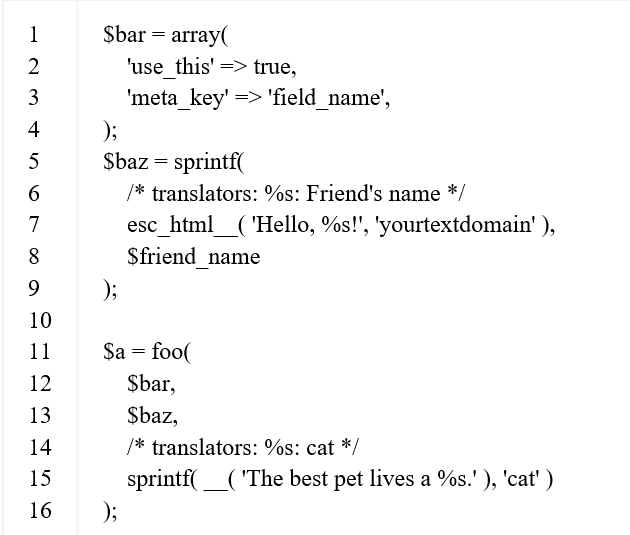 1 $bar = array(
2 'use_this' => true,
3 'meta_key' => 'field_name',
4 );
5 $baz = sprintf(
6 /* translators: %s: Friend's name */
7 esc_html__( 'Hello, %s!', 'yourtextdomain' ),
8 $friend_name
9 );
10
11 $a = foo(
12 $bar,
13 $baz,
14 /* translators: %s: cat */
15 sprintf( __( 'The best pet lives a %s.' ), 'cat' )
16 );